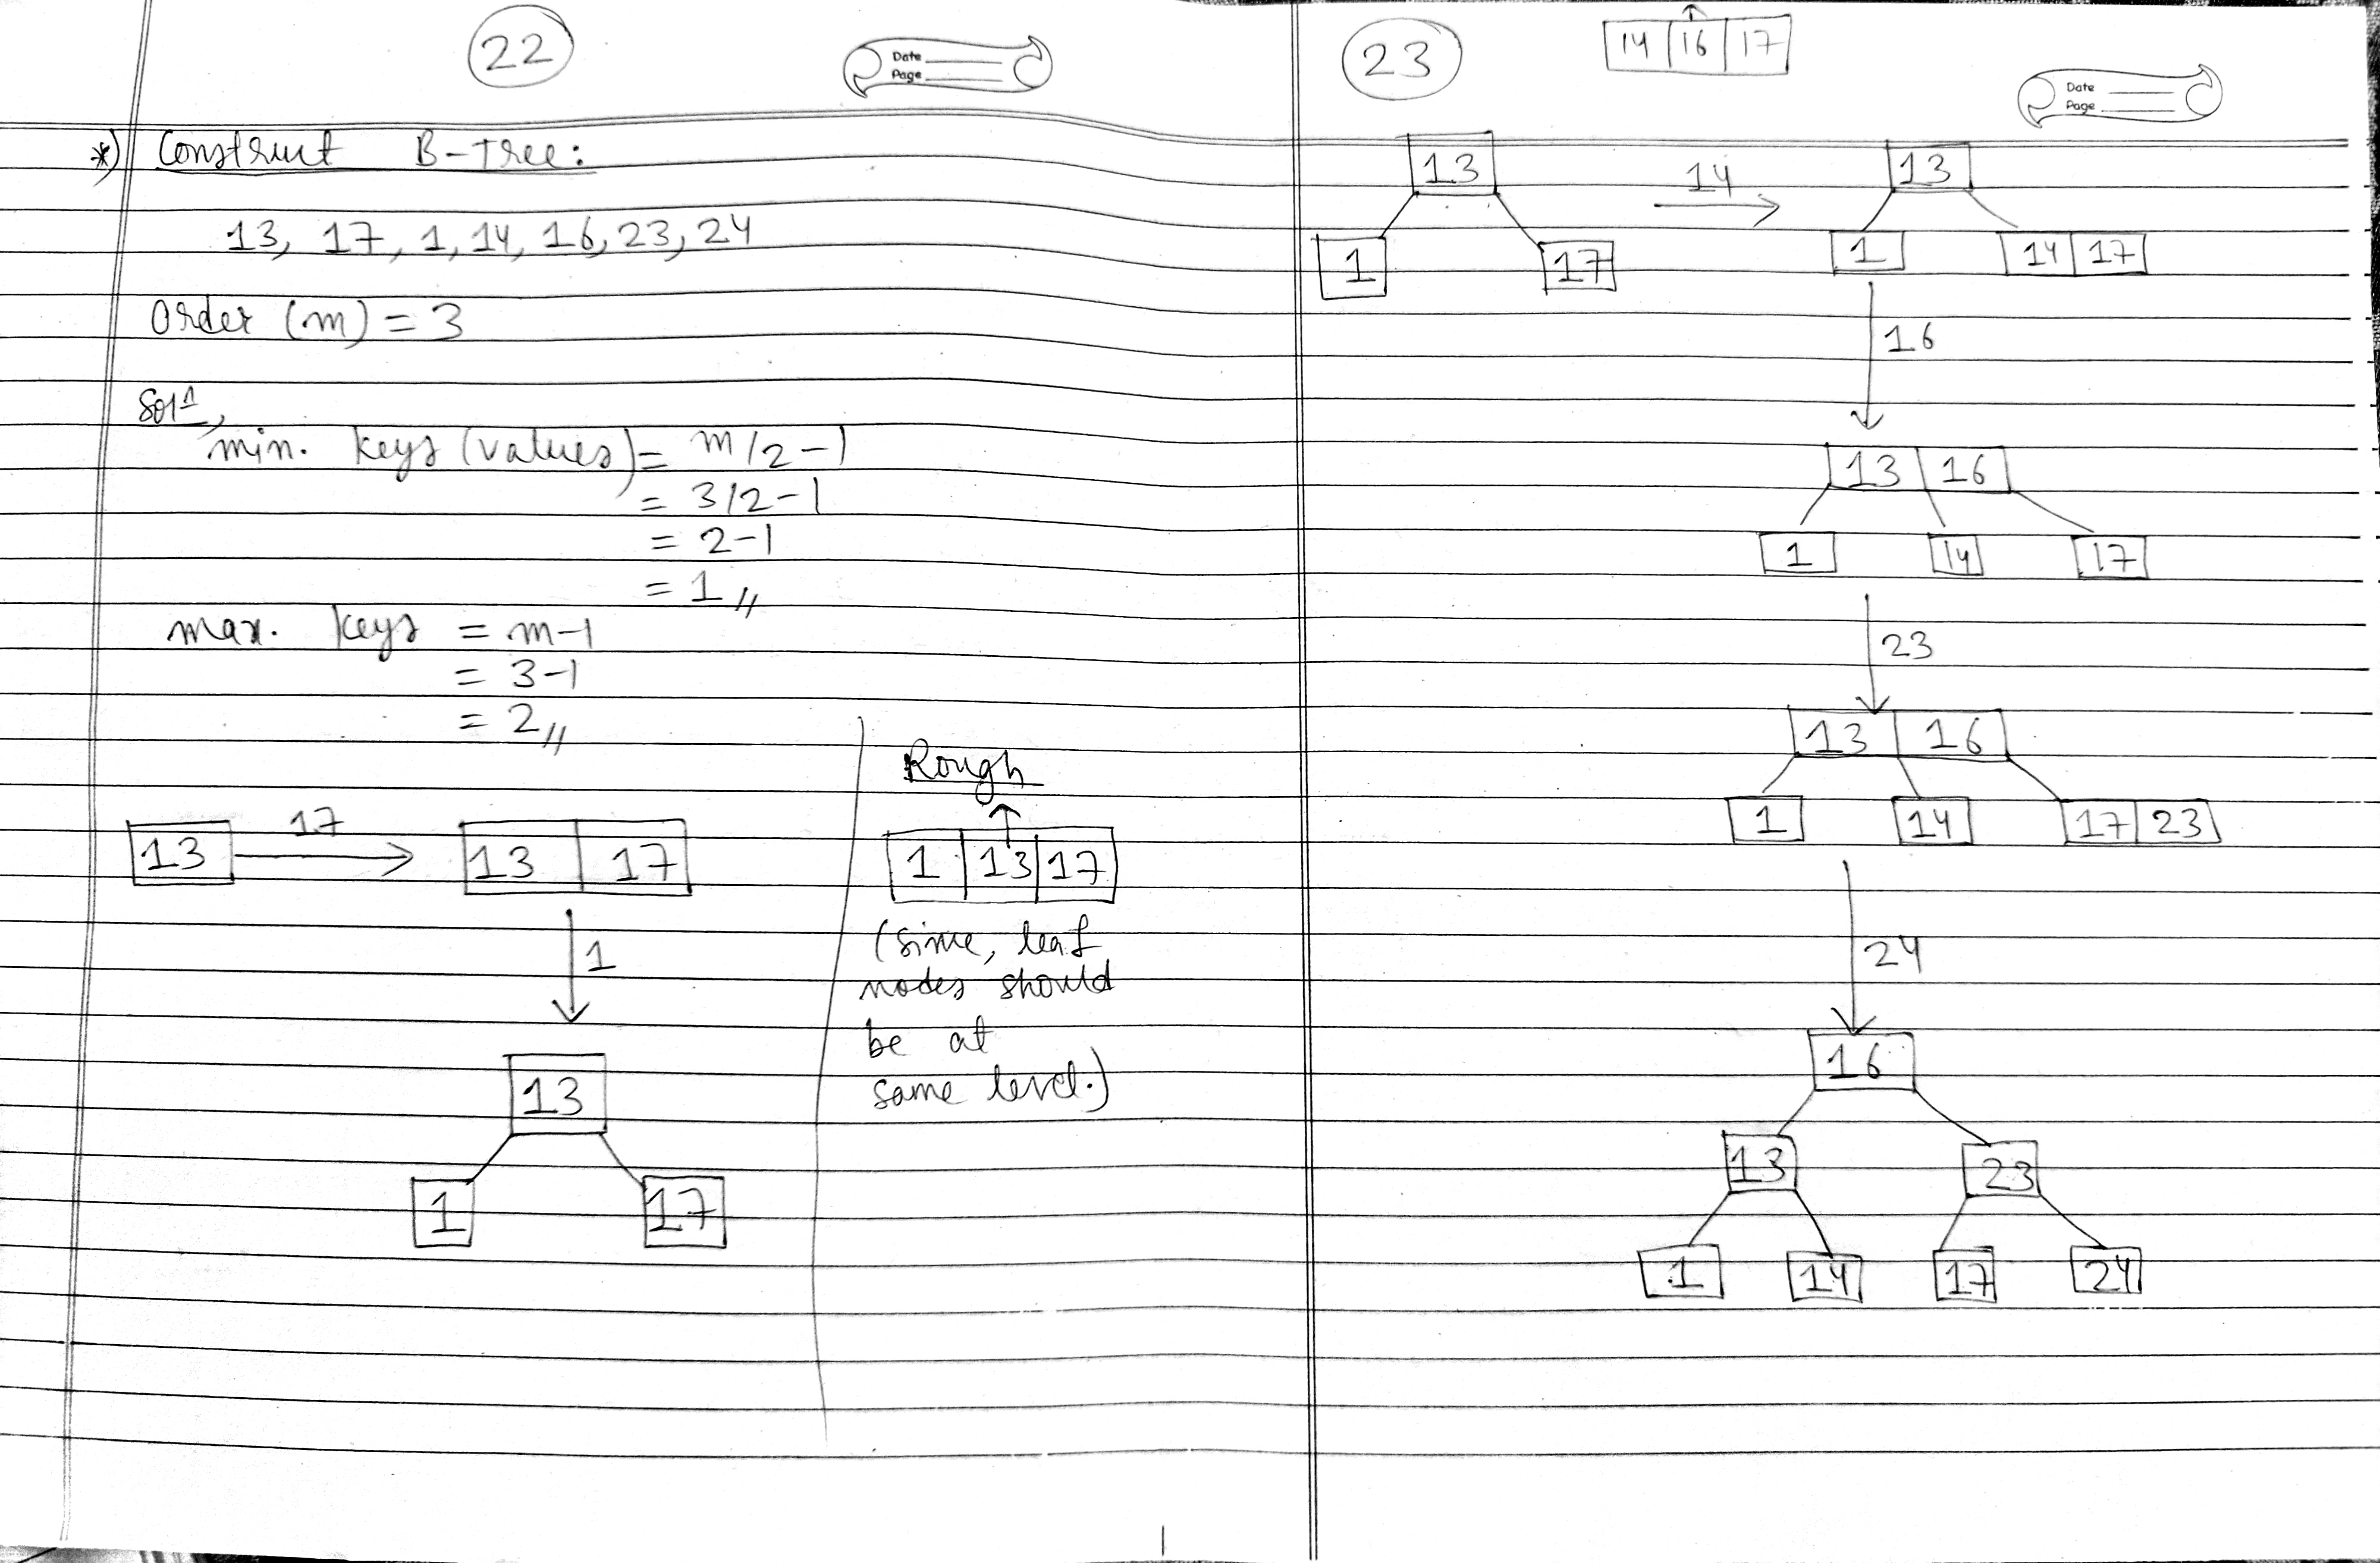 22
Date
Page
*) Construct B-Tree:
13, 17, 1, 14, 16, 23, 24
Order (m) = 3
Sol¹,
min. keys (values) = m/2-1
= 3/2-1
= 2-1
= 1 //
max. keys = m-1
= 3-1
= 2 //
13 17 13 17
1
13
1 17
Rough
1 13 17
(Sinve, leaf
nodes should
be at
same level.)
23
14 16 17
Date
Page
13 14 13
1 17 1 14 17
16
13 16
1 14 17
23
13 16
1 14 17 23
24
16
13 23
1 14 17 24